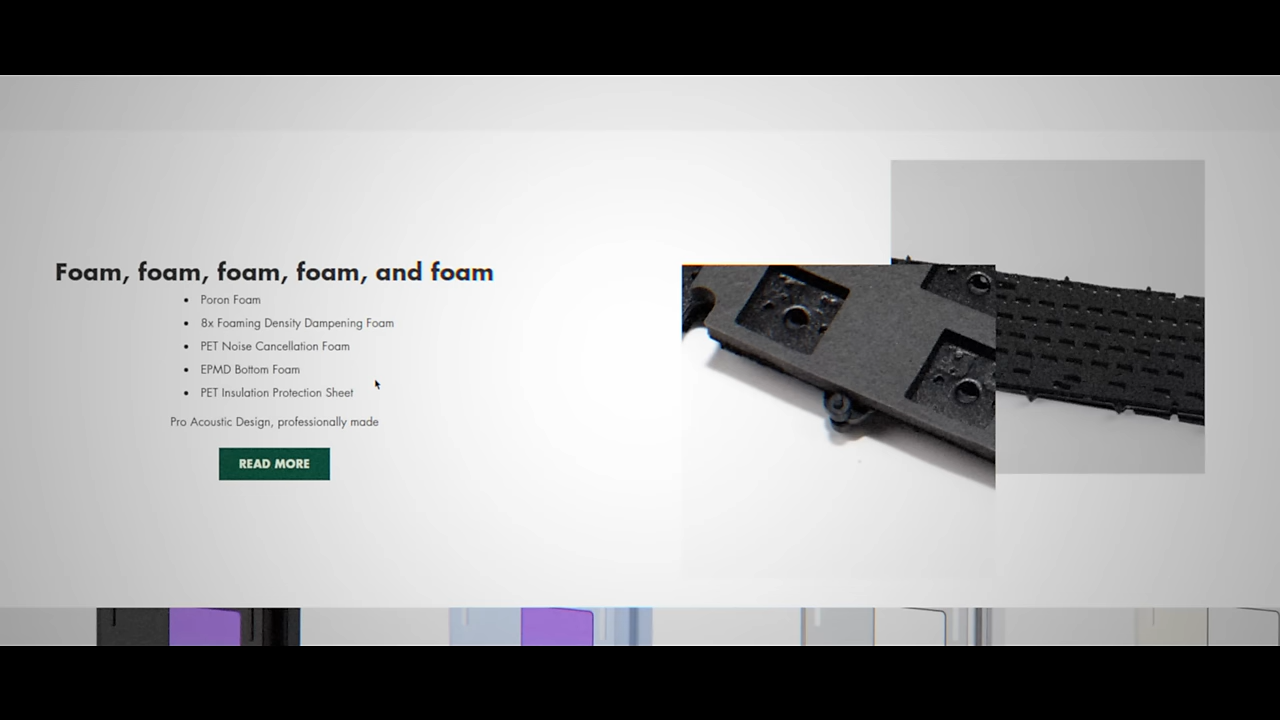 Foam, foam, foam, foam, and foam
Poron Foam
8x Foaming Density Dampening Foam
PET Noise Cancellation Foam
EPMD Bottom Foam
PET Insulation Protection Sheet
Pro Acoustic Design, professionally made
READ MORE